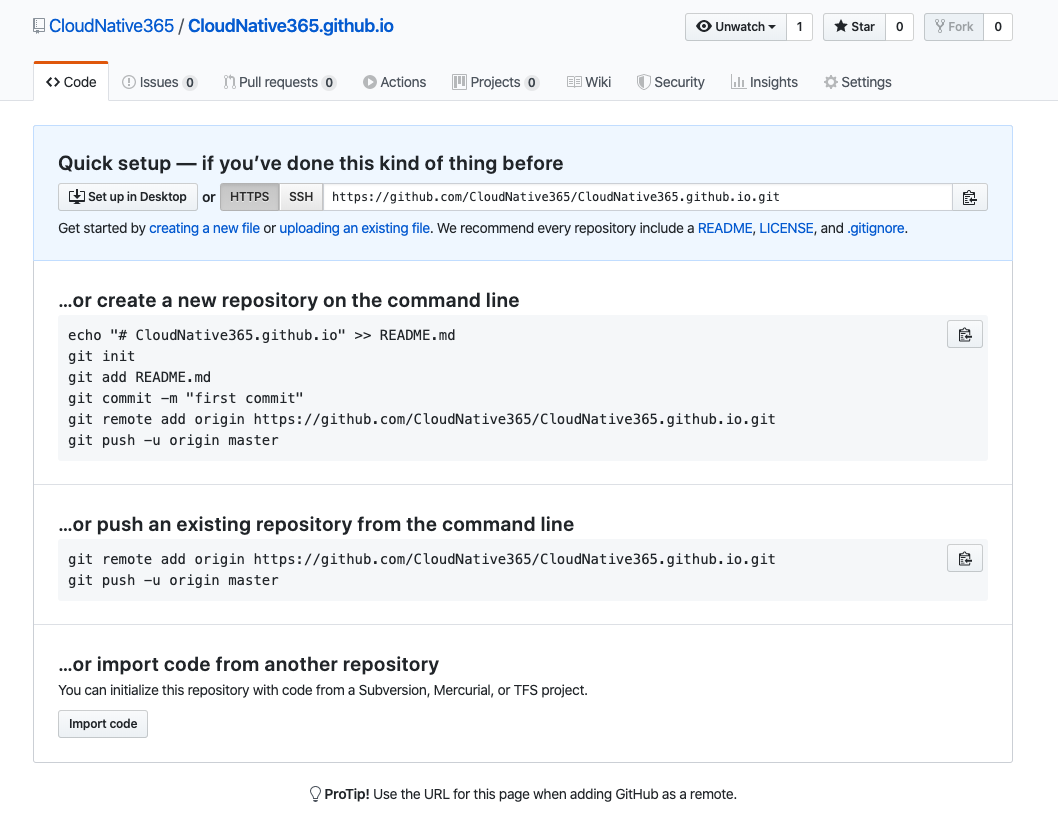 CloudNative365 / CloudNative365.github.io
Unwatch 1 Star 0 Fork 0
Code Issues 0 Pull requests 0 Actions Projects 0 Wiki Security Insights Settings
Quick setup — if you’ve done this kind of thing before
Set up in Desktop or HTTPS SSH https://github.com/CloudNative365/CloudNative365.github.io.git
Get started by creating a new file or uploading an existing file. We recommend every repository include a README, LICENSE, and .gitignore.
…or create a new repository on the command line
echo "# CloudNative365.github.io" >> README.md
git init
git add README.md
git commit -m "first commit"
git remote add origin https://github.com/CloudNative365/CloudNative365.github.io.git
git push -u origin master
…or push an existing repository from the command line
git remote add origin https://github.com/CloudNative365/CloudNative365.github.io.git
git push -u origin master
…or import code from another repository
You can initialize this repository with code from a Subversion, Mercurial, or TFS project.
Import code
ProTip! Use the URL for this page when adding GitHub as a remote.